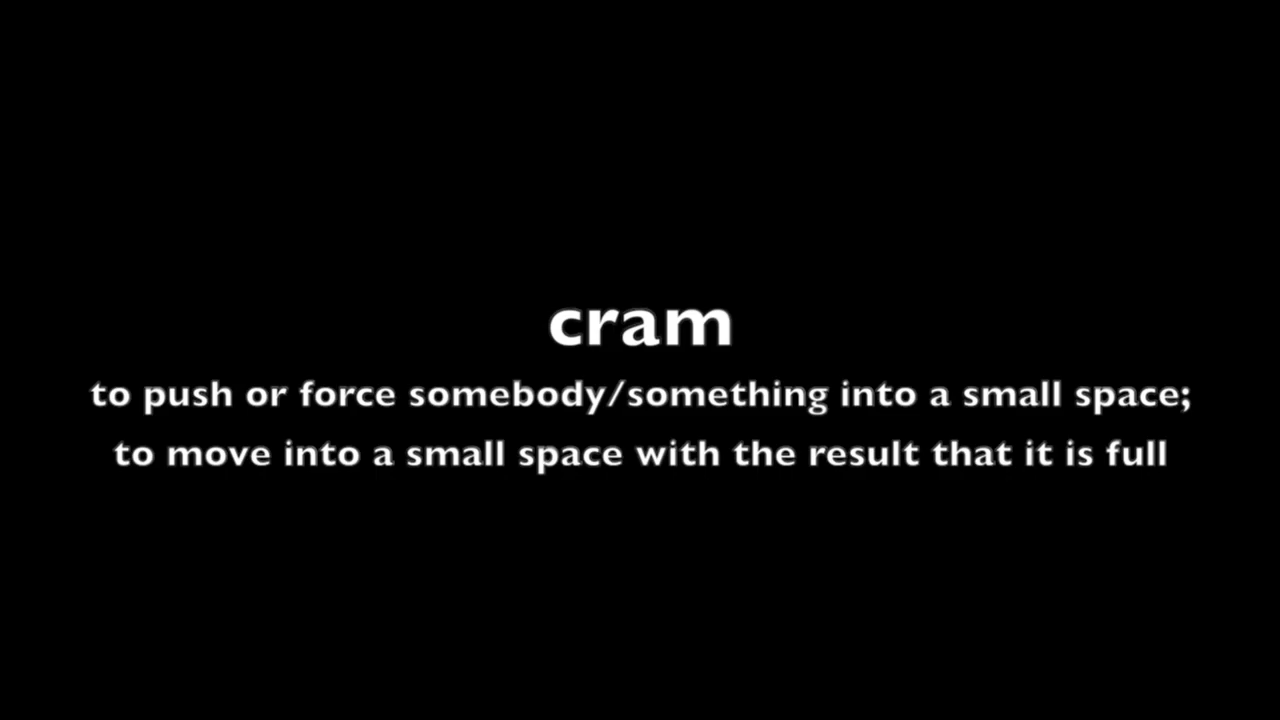 cram
to push or force somebody/something into a small space;
to move into a small space with the result that it is full